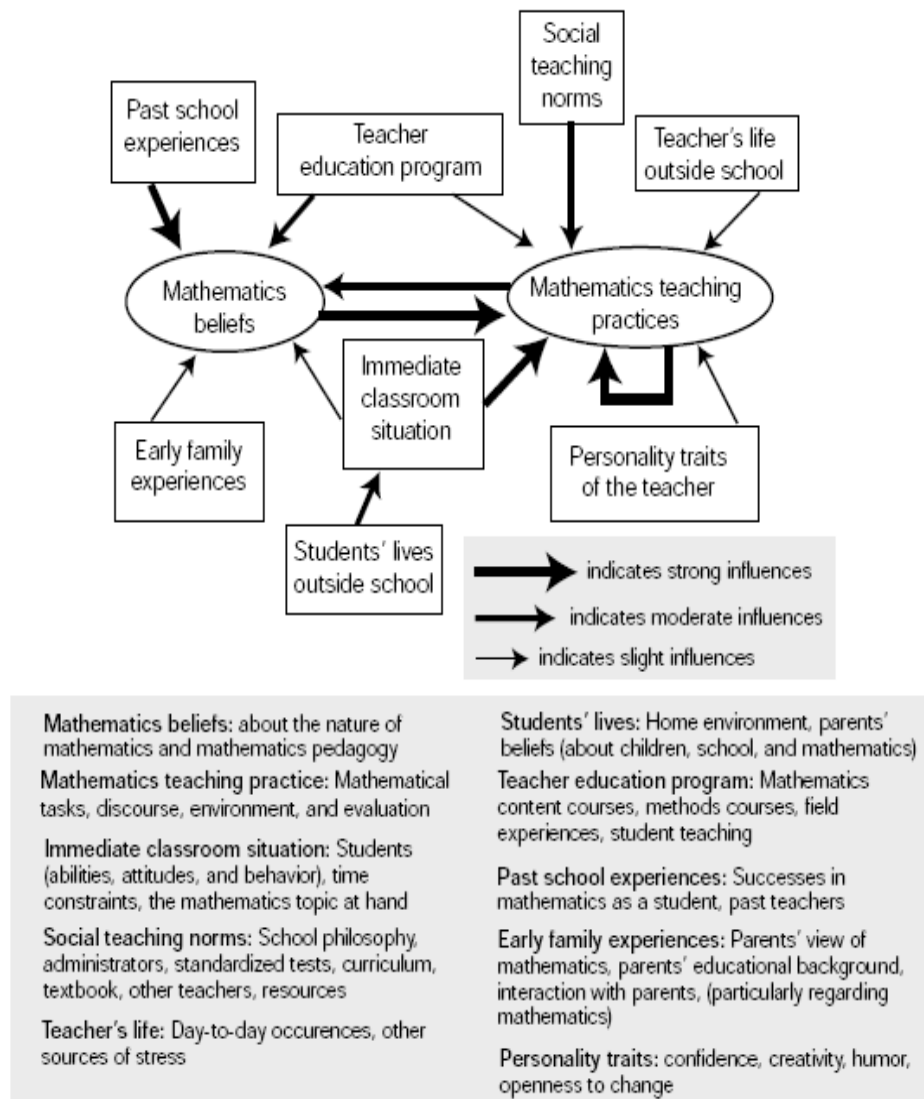 Social
teaching
norms
Past school
experiences
Teacher
education program
Teacher's life
outside school
Mathematics
beliefs
Mathematics teaching
practices
Immediate
classroom
situation
Early family
experiences
Personality traits
of the teacher
Students' lives
outside school
indicates strong influences
indicates moderate influences
indicates slight influences
Mathematics beliefs: about the nature of
mathematics and mathematics pedagogy
Mathematics teaching practice: Mathematical
tasks, discourse, environment, and evaluation
Immediate classroom situation: Students
(abilities, attitudes, and behavior), time
constraints, the mathematics topic at hand
Social teaching norms: School philosophy,
administrators, standardized tests, curriculum,
textbook, other teachers, resources
Teacher's life: Day-to-day occurences, other
sources of stress
Students' lives: Home environment, parents'
beliefs (about children, school, and mathematics)
Teacher education program: Mathematics
content courses, methods courses, field
experiences, student teaching
Past school experiences: Successes in
mathematics as a student, past teachers
Early family experiences: Parents' view of
mathematics, parents' educational background,
interaction with parents, (particularly regarding
mathematics)
Personality traits: confidence, creativity, humor,
openness to change